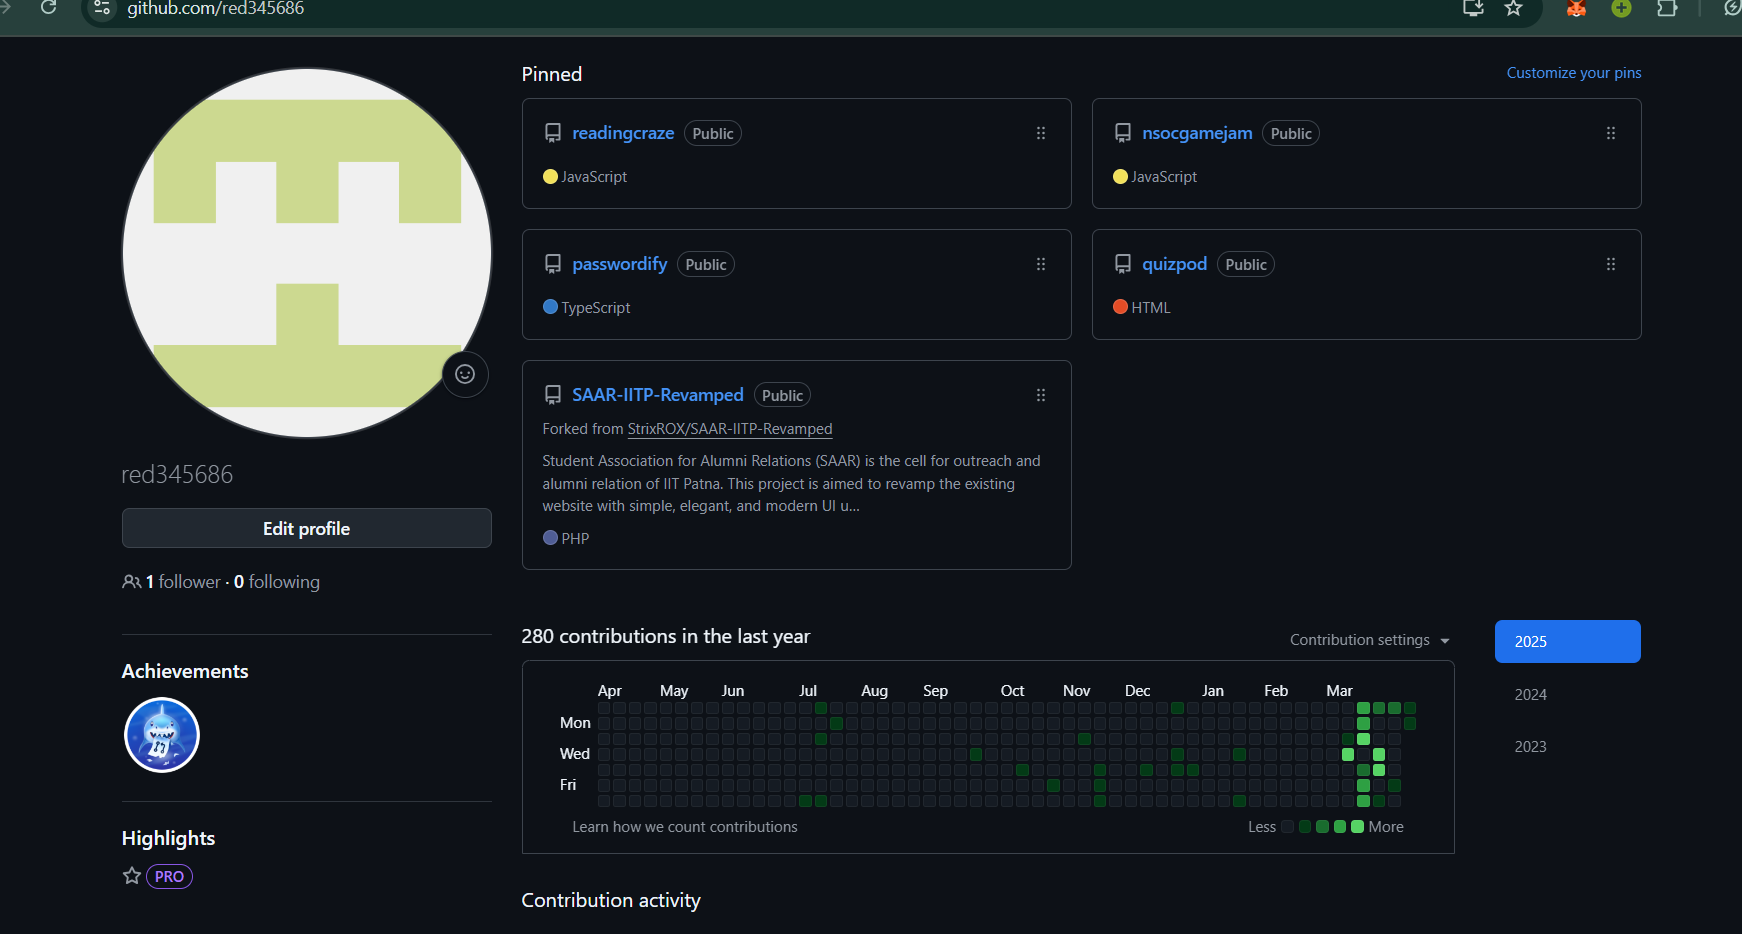 github.com/red345686
Pinned
Customize your pins
readingcraze Public
JavaScript
nsocgamejam Public
JavaScript
passwordify Public
TypeScript
quizpod Public
HTML
SAAR-IITP-Revamped Public
Forked from StrixROX/SAAR-IITP-Revamped
Student Association for Alumni Relations (SAAR) is the cell for outreach and
alumni relation of IIT Patna. This project is aimed to revamp the existing
website with simple, elegant, and modern UI u...
PHP
red345686
Edit profile
1 follower · 0 following
Achievements
Highlights
PRO
280 contributions in the last year
Contribution settings
2025
2024
2023
Apr May Jun Jul Aug Sep Oct Nov Dec Jan Feb Mar
Mon
Wed
Fri
Learn how we count contributions
Less More
Contribution activity